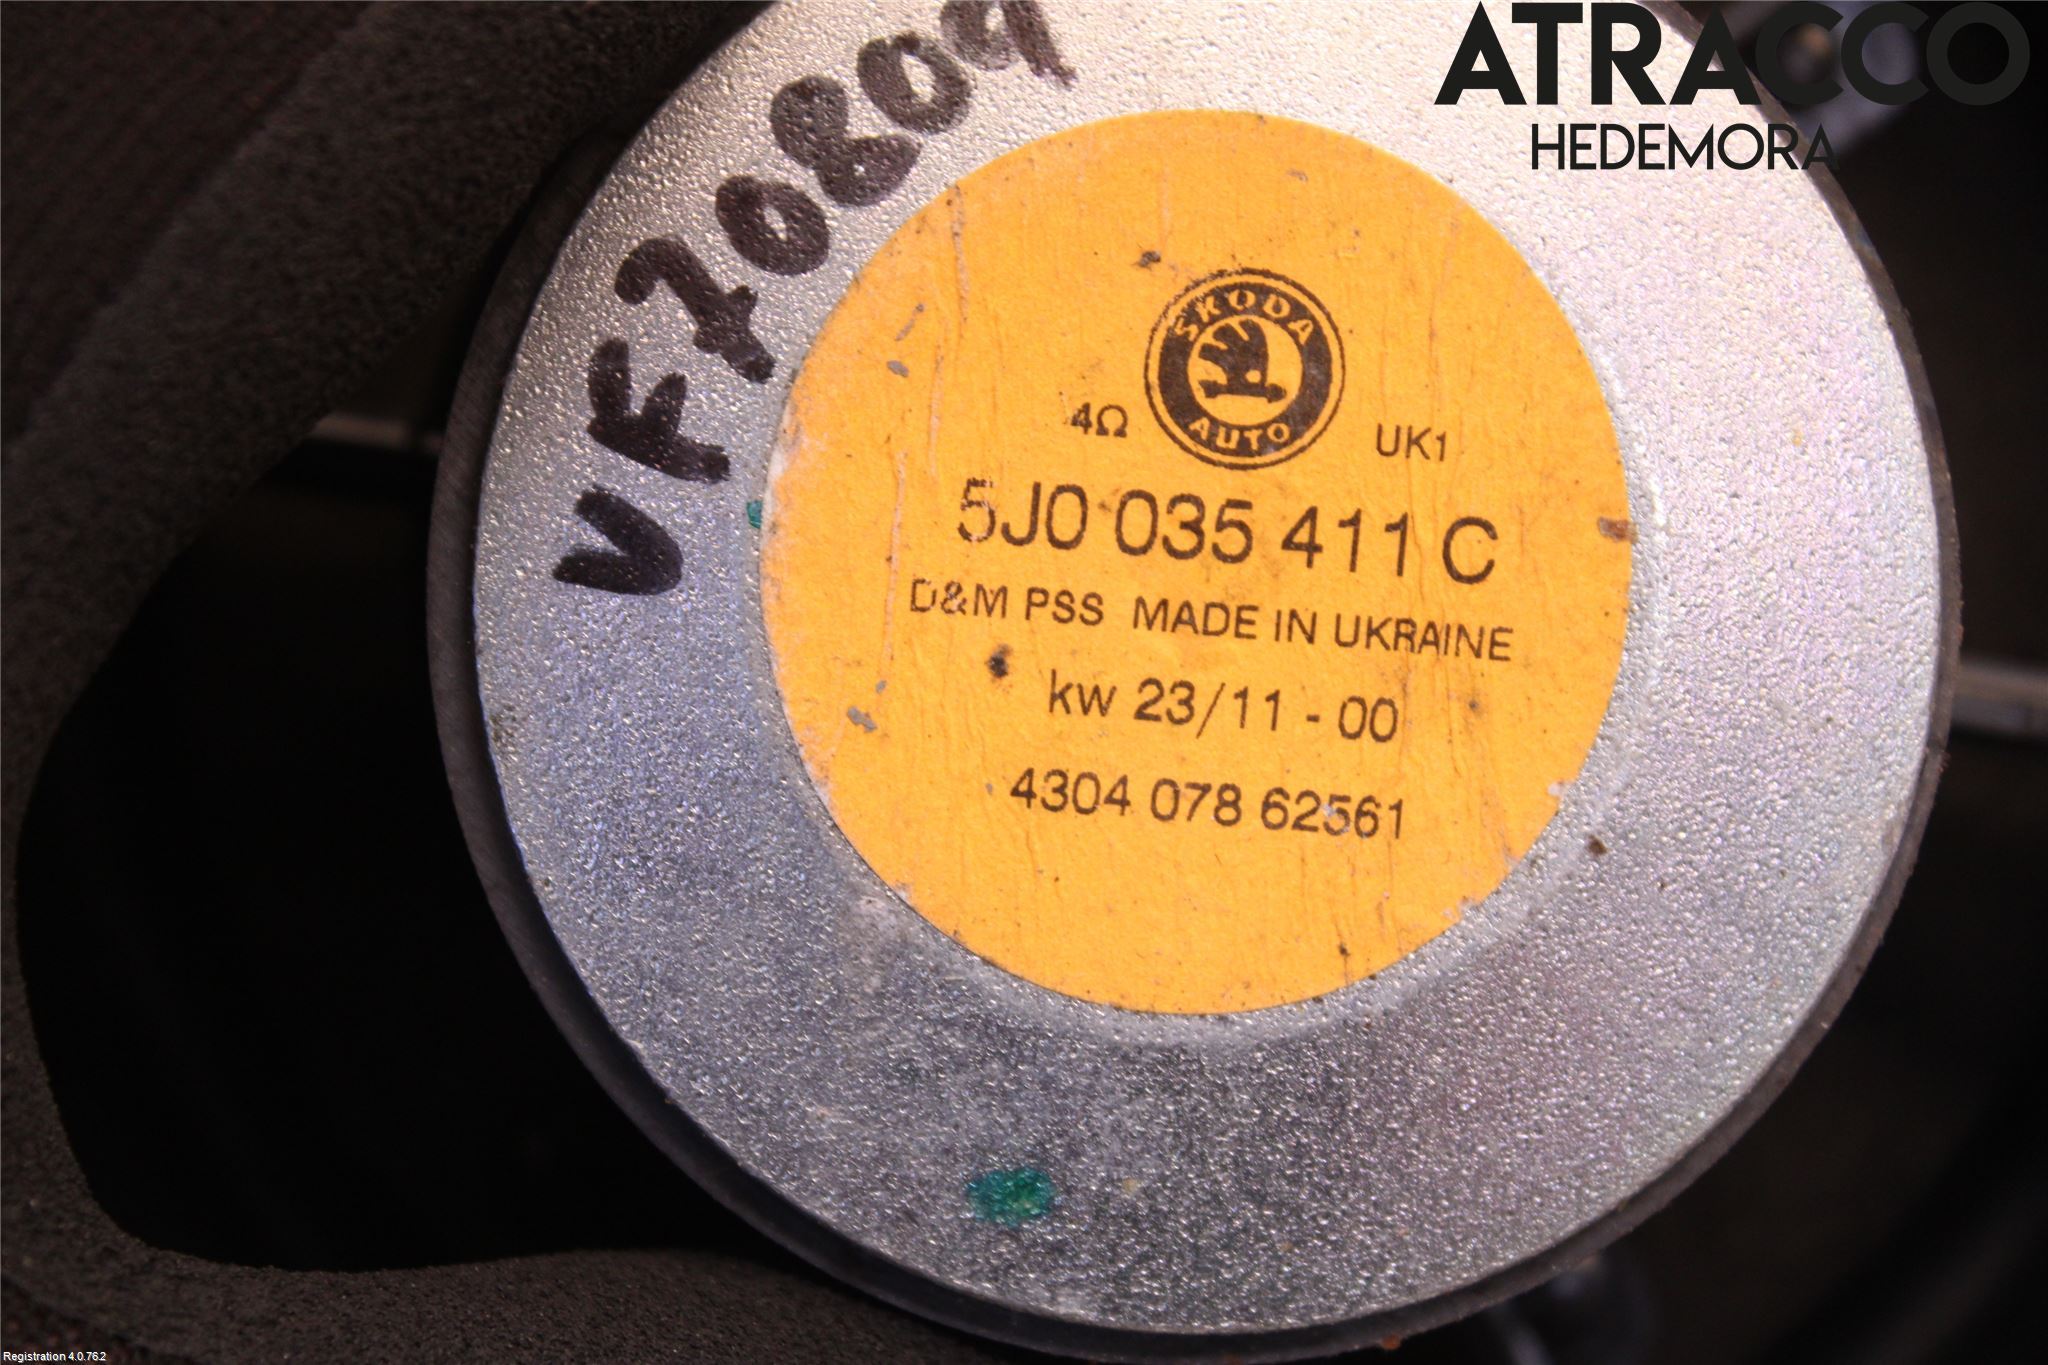 ATRACCO
HEDEMORA
VF70809
SKODA
AUTO
4Ω UK1
5J0 035 411 C
D&M PSS MADE IN UKRAINE
kw 23/11 - 00
4304 078 62561
Registration 4.0.76.2